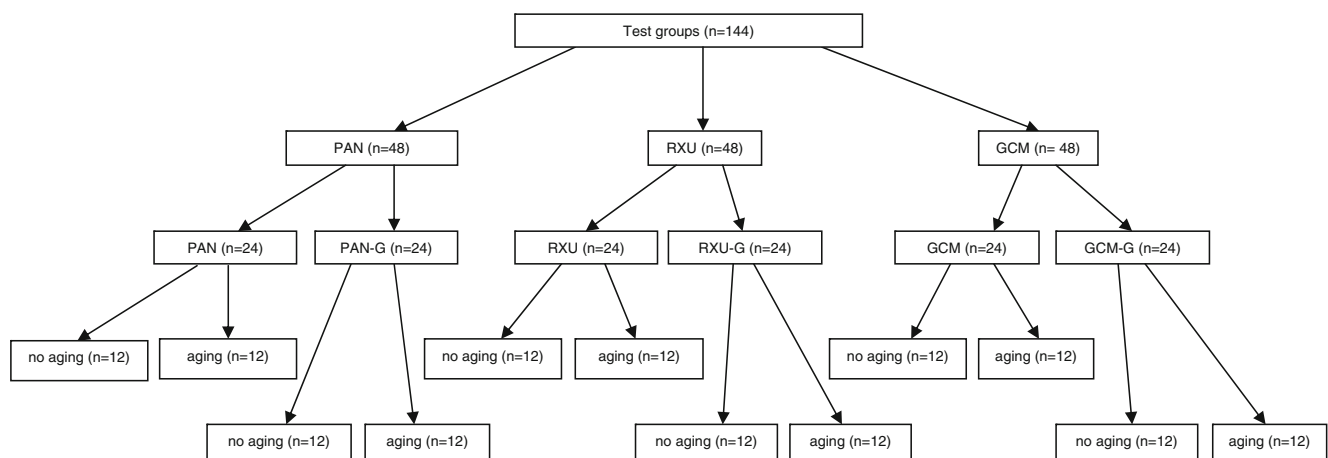 Test groups (n=144)
PAN (n=48)
RXU (n=48)
GCM (n= 48)
PAN (n=24)
PAN-G (n=24)
RXU (n=24)
RXU-G (n=24)
GCM (n=24)
GCM-G (n=24)
no aging (n=12)
aging (n=12)
no aging (n=12)
aging (n=12)
no aging (n=12)
aging (n=12)
no aging (n=12)
aging (n=12)
no aging (n=12)
aging (n=12)
no aging (n=12)
aging (n=12)